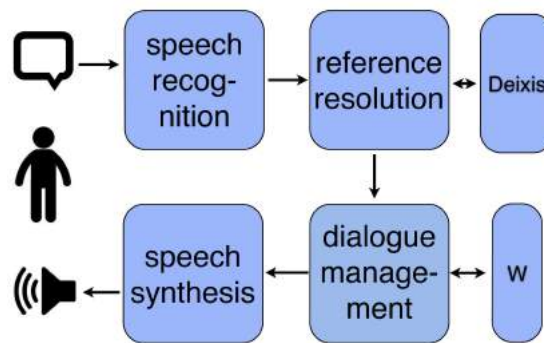 speech
recog-
nition
reference
resolution
Deixis
speech
synthesis
dialogue
manage-
ment
W